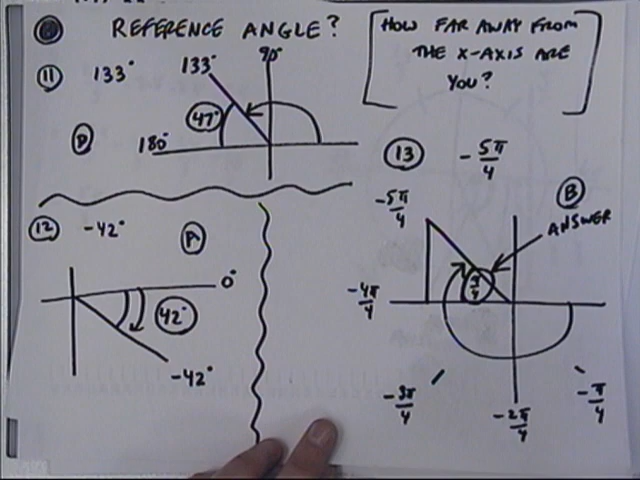 REFERENCE ANGLE?
[HOW FAR AWAY FROM
THE X-AXIS ARE
YOU?]
11 133°
133°
90°
47°
D
180°
12 -42°
A
0°
42°
-42°
13 -5π/4
B
ANSWER
-5π/4
π/4
-4π/4
-3π/4
-2π/4
-π/4